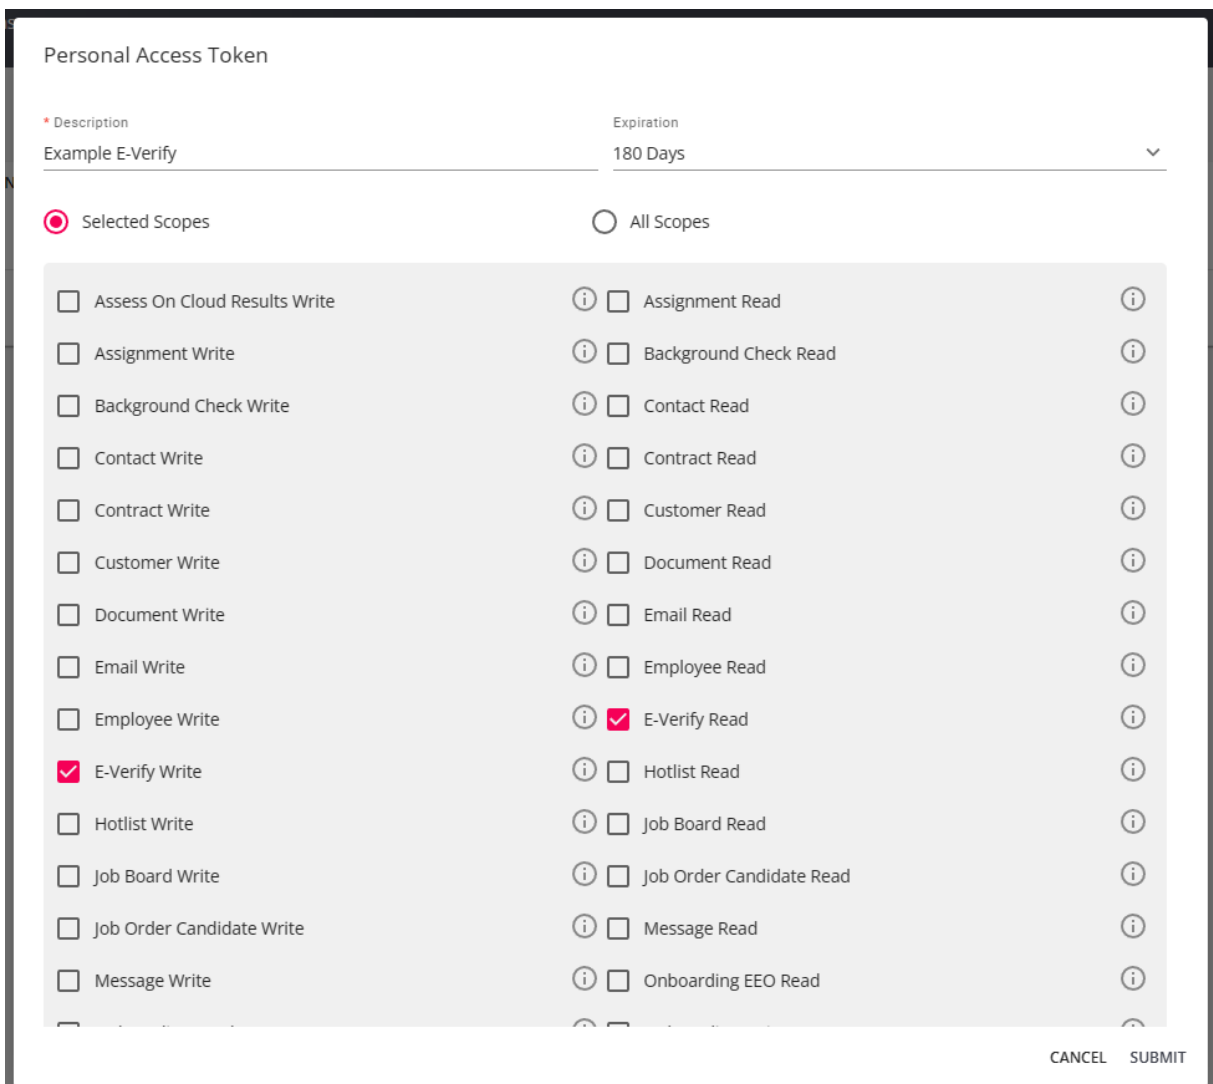 Personal Access Token
* Description
Expiration
Example E-Verify
180 Days
Selected Scopes
All Scopes
Assess On Cloud Results Write
Assignment Read
Assignment Write
Background Check Read
Background Check Write
Contact Read
Contact Write
Contract Read
Contract Write
Customer Read
Customer Write
Document Read
Document Write
Email Read
Email Write
Employee Read
Employee Write
E-Verify Read
E-Verify Write
Hotlist Read
Hotlist Write
Job Board Read
Job Board Write
Job Order Candidate Read
Job Order Candidate Write
Message Read
Message Write
Onboarding EEO Read
CANCEL
SUBMIT